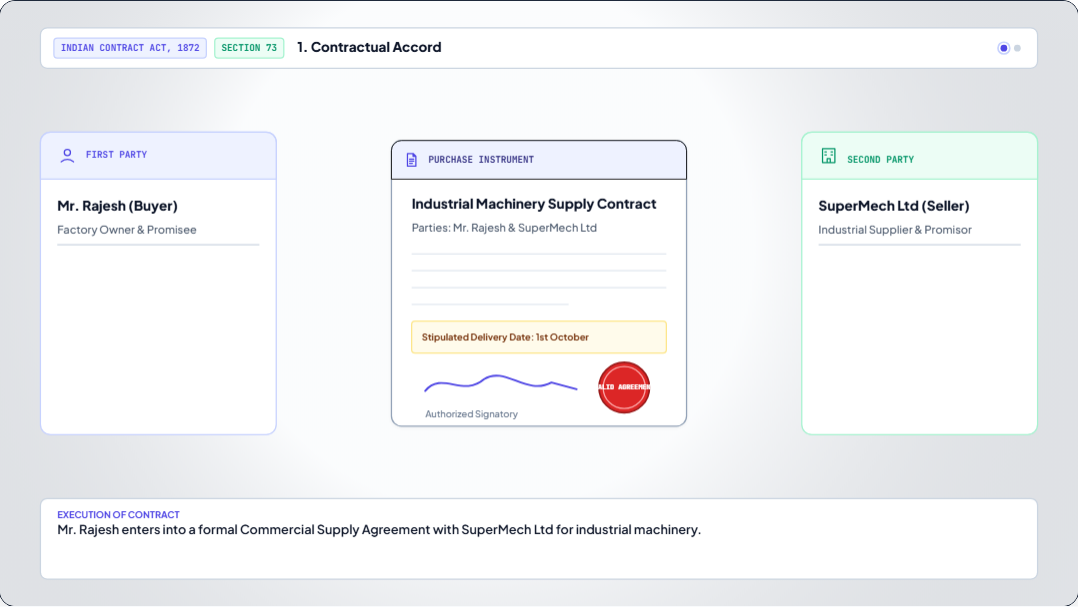 INDIAN CONTRACT ACT, 1872
SECTION 73
1. Contractual Accord
FIRST PARTY
Mr. Rajesh (Buyer)
Factory Owner & Promisee
PURCHASE INSTRUMENT
Industrial Machinery Supply Contract
Parties: Mr. Rajesh & SuperMech Ltd
Stipulated Delivery Date: 1st October
Authorized Signatory
SECOND PARTY
SuperMech Ltd (Seller)
Industrial Supplier & Promisor
EXECUTION OF CONTRACT
Mr. Rajesh enters into a formal Commercial Supply Agreement with SuperMech Ltd for industrial machinery.